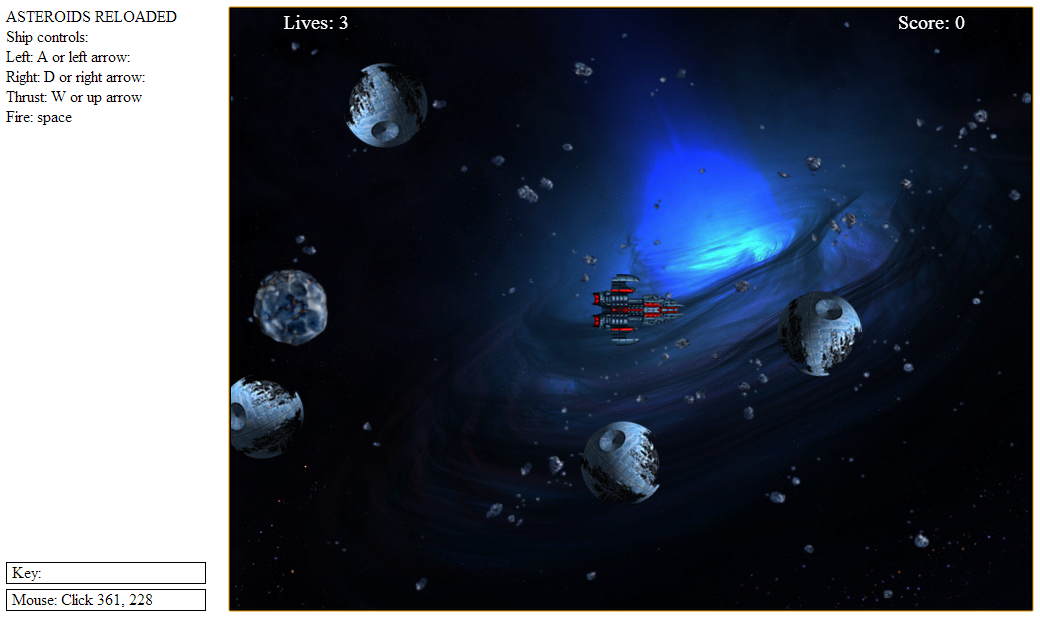 ASTEROIDS RELOADED
Ship controls:
Left: A or left arrow:
Right: D or right arrow:
Thrust: W or up arrow
Fire: space
Lives: 3
Score: 0
Key:
Mouse: Click 361, 228